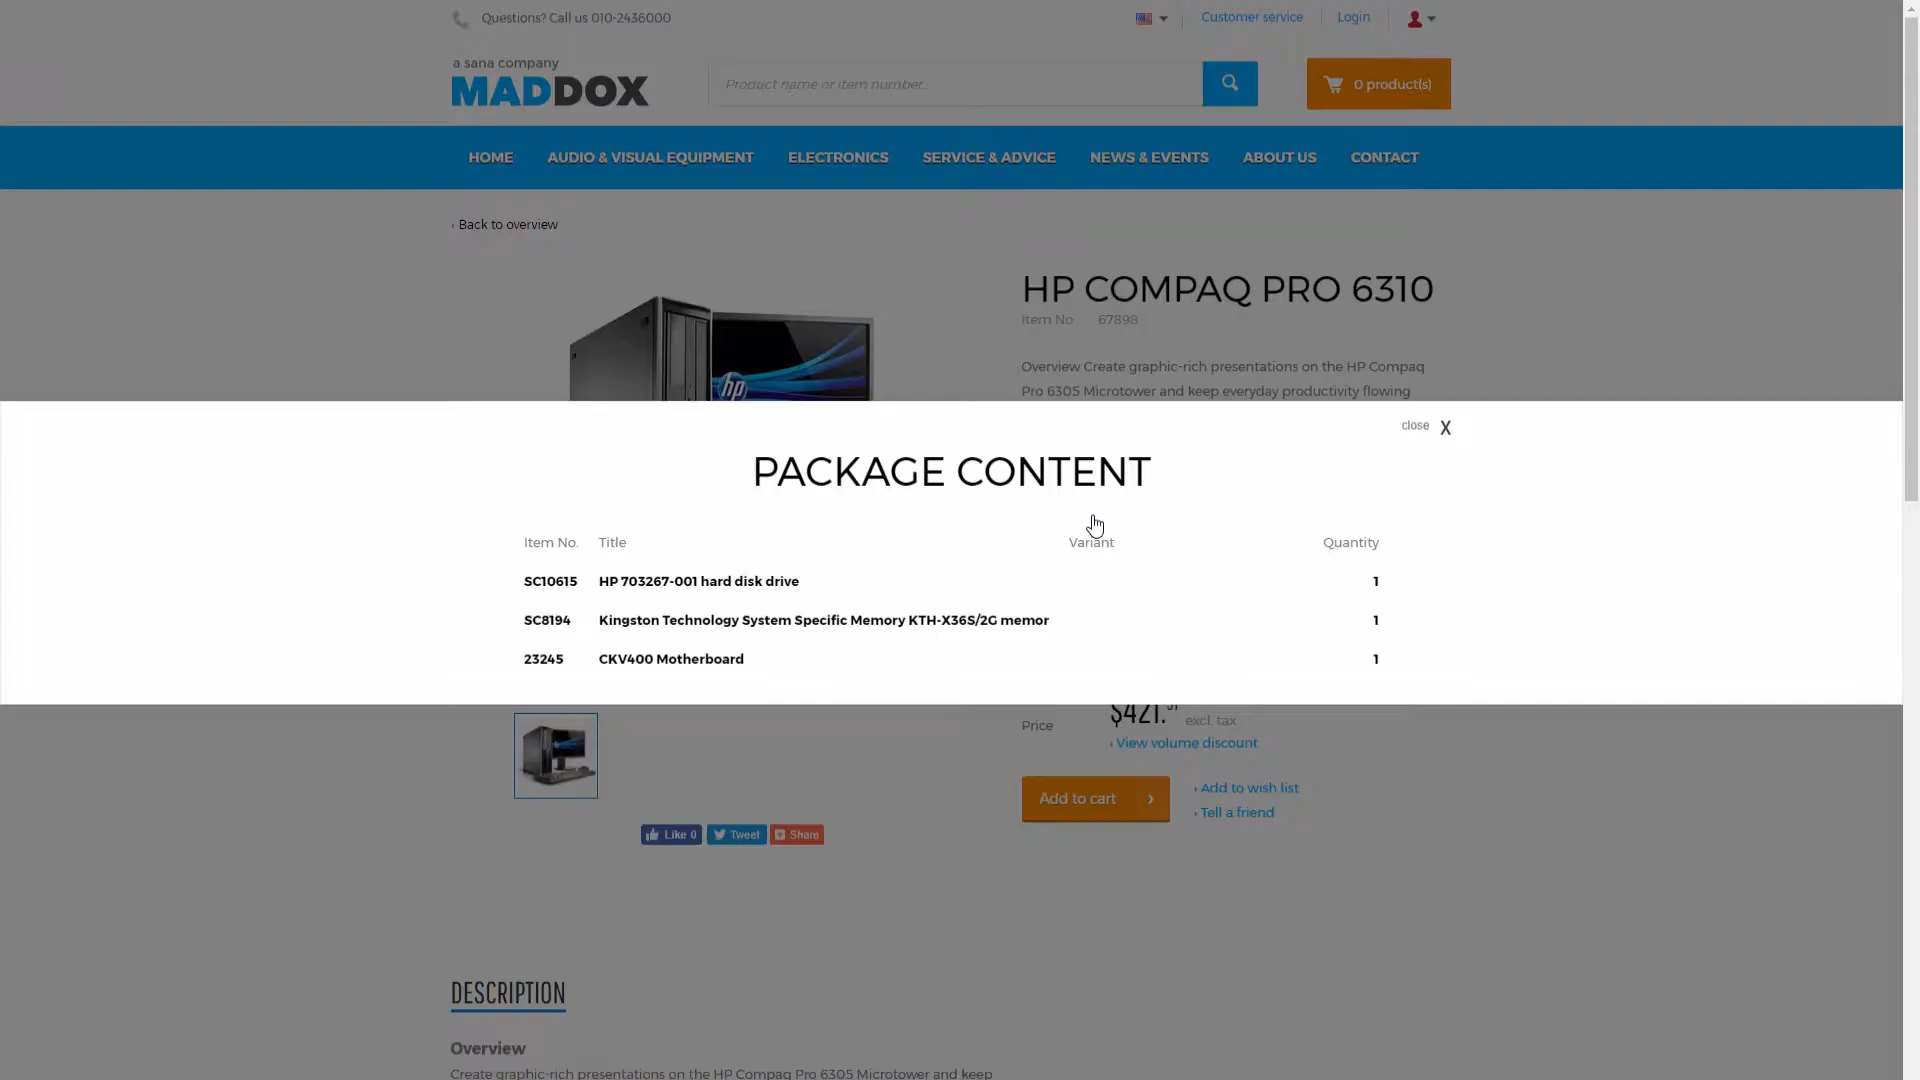 Questions? Call us 010-2436000
Customer service
Login
a sana company
MADDOX
Product name or item number...
0 product(s)
HOME
AUDIO & VISUAL EQUIPMENT
ELECTRONICS
SERVICE & ADVICE
NEWS & EVENTS
ABOUT US
CONTACT
‹ Back to overview
HP COMPAQ PRO 6310
Item No 67898
Overview Create graphic-rich presentations on the HP Compaq
Pro 6305 Microtower and keep everyday productivity flowing
hp
close X
PACKAGE CONTENT
Item No. Title Variant Quantity
SC10615 HP 703267-001 hard disk drive 1
SC8194 Kingston Technology System Specific Memory KTH-X36S/2G memor 1
23245 CKV400 Motherboard 1
Price $421. excl. tax
› View volume discount
Add to cart ›
› Add to wish list
› Tell a friend
Like 0
Tweet
Share
DESCRIPTION
Overview
Create graphic-rich presentations on the HP Compaq Pro 6305 Microtower and keep